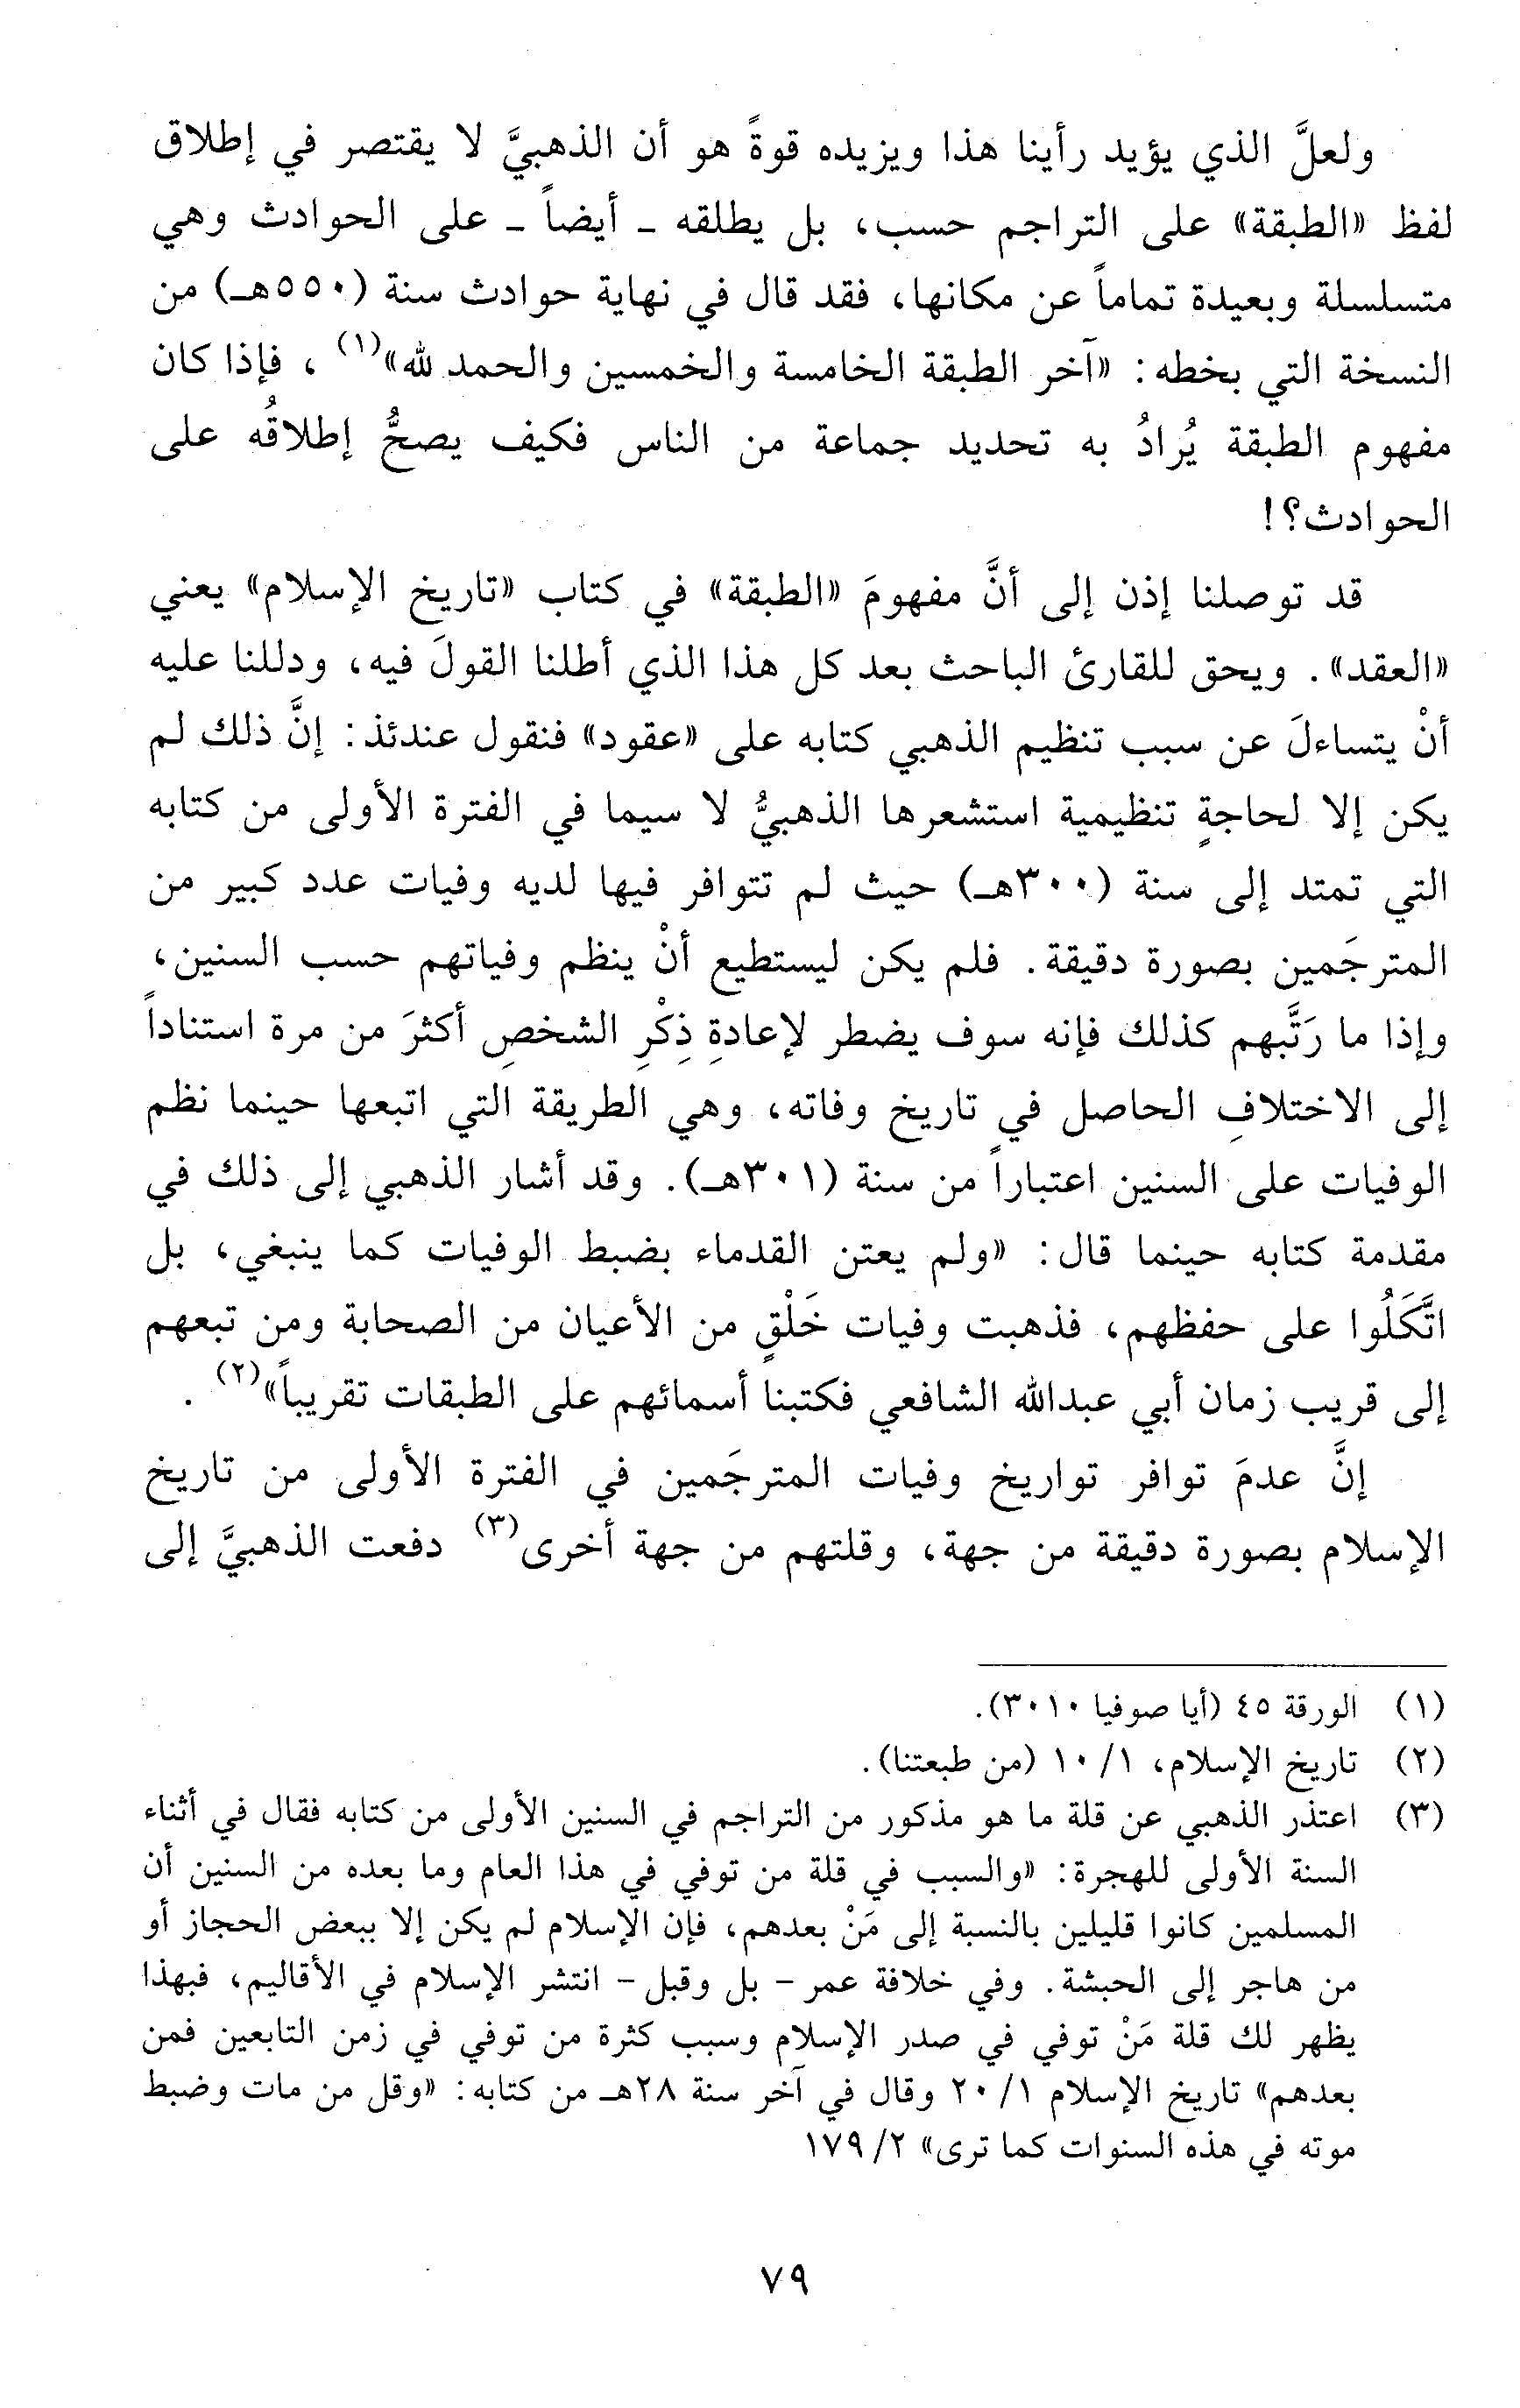 ولعلَّ الذي يؤيد رأينا هذا ويزيده قوةً هو أن الذهبيَّ لا يقتصر في إطلاق
لفظ «الطبقة» على التراجم حسب، بل يطلقه ـ أيضاً ـ على الحوادث وهي
متسلسلة وبعيدة تماماً عن مكانها، فقد قال في نهاية حوادث سنة (٥٥٠هـ) من
النسخة التي بخطه: «آخر الطبقة الخامسة والخمسين والحمد لله»(١) ، فإذا كان
مفهوم الطبقة يُرادُ به تحديد جماعة من الناس فكيف يصحُّ إطلاقُه على
الحوادث؟!
قد توصلنا إذن إلى أنَّ مفهومَ «الطبقة» في كتاب «تاريخ الإسلام» يعني
«العقد». ويحق للقارئ الباحث بعد كل هذا الذي أطلنا القولَ فيه، ودللنا عليه
أنْ يتساءلَ عن سبب تنظيم الذهبي كتابه على «عقود» فنقول عندئذ: إنَّ ذلك لم
يكن إلا لحاجةٍ تنظيمية استشعرها الذهبيُّ لا سيما في الفترة الأولى من كتابه
التي تمتد إلى سنة (٣٠٠هـ) حيث لم تتوافر فيها لديه وفيات عدد كبير من
المترجَمين بصورة دقيقة. فلم يكن ليستطيع أنْ ينظم وفياتهم حسب السنين،
وإذا ما رَتَّبهم كذلك فإنه سوف يضطر لإعادةِ ذِكْرِ الشخصِ أكثرَ من مرة استناداً
إلى الاختلافِ الحاصل في تاريخ وفاته، وهي الطريقة التي اتبعها حينما نظم
الوفيات على السنين اعتباراً من سنة (٣٠١هـ). وقد أشار الذهبي إلى ذلك في
مقدمة كتابه حينما قال: «ولم يعتن القدماء بضبط الوفيات كما ينبغي، بل
اتَّكَلُوا على حفظهم، فذهبت وفيات خَلْقٍ من الأعيان من الصحابة ومن تبعهم
إلى قريب زمان أبي عبدالله الشافعي فكتبنا أسمائهم على الطبقات تقريباً»(٢) .
إنَّ عدمَ توافر تواريخ وفيات المترجَمين في الفترة الأولى من تاريخ
الإسلام بصورة دقيقة من جهة، وقلتهم من جهة أخرى(٣) دفعت الذهبيَّ إلى
(١) الورقة ٤٥ (أيا صوفيا ٣٠١٠).
(٢) تاريخ الإسلام، ١/ ١٠ (من طبعتنا).
(٣) اعتذر الذهبي عن قلة ما هو مذكور من التراجم في السنين الأولى من كتابه فقال في أثناء
السنة الأولى للهجرة: «والسبب في قلة من توفي في هذا العام وما بعده من السنين أن
المسلمين كانوا قليلين بالنسبة إلى مَنْ بعدهم، فإن الإسلام لم يكن إلا ببعض الحجاز أو
من هاجر إلى الحبشة. وفي خلافة عمر - بل وقبل - انتشر الإسلام في الأقاليم، فبهذا
يظهر لك قلة مَنْ توفي في صدر الإسلام وسبب كثرة من توفي في زمن التابعين فمن
بعدهم» تاريخ الإسلام ١/ ٢٠ وقال في آخر سنة ٢٨هـ من كتابه: «وقل من مات وضبط
موته في هذه السنوات كما ترى» ٢/ ١٧٩
٧٩